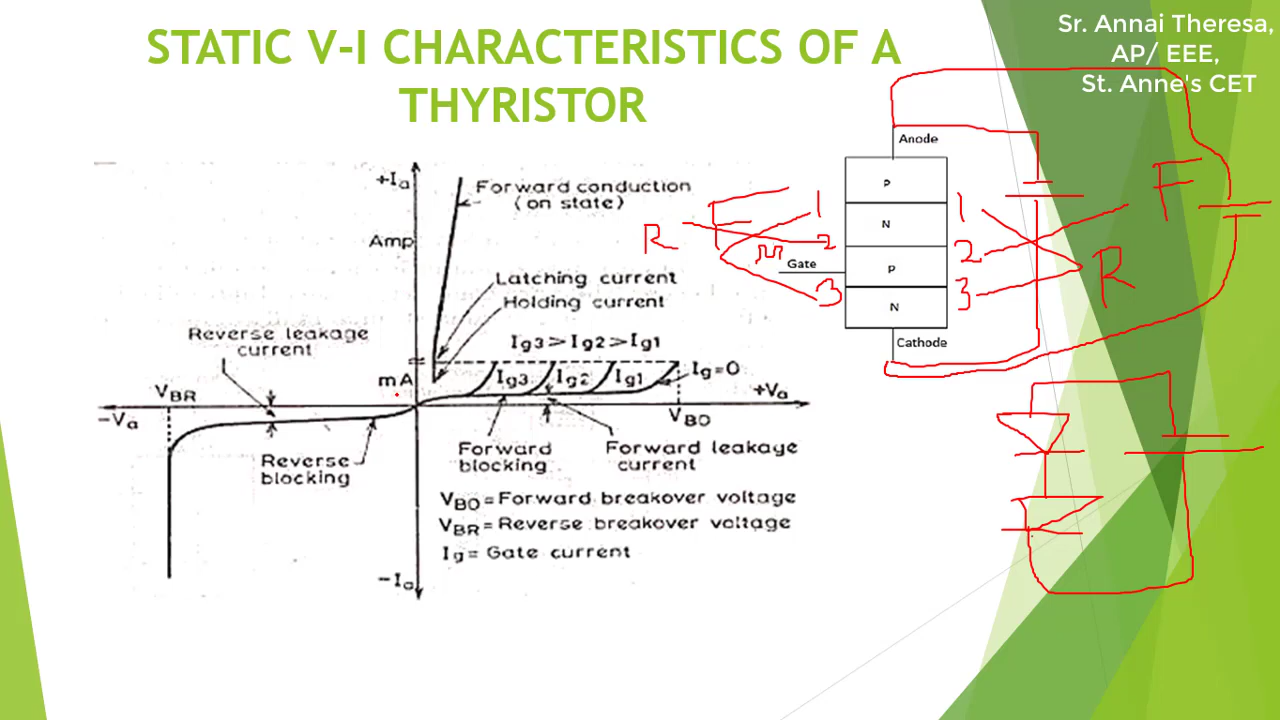 STATIC V-I CHARACTERISTICS OF A
THYRISTOR
Sr. Annai Theresa,
AP/ EEE,
St. Anne's CET
+Ia
Forward conduction
(on state)
Amp
Latching current
Holding current
Reverse leakage
current
Ig3>Ig2>Ig1
mA
Ig3
Ig2
Ig1
Ig=0
VBR
+Va
-Va
VBO
Reverse
blocking
Forward
blocking
Forward leakage
current
VBO=Forward breakover voltage
VBR=Reverse breakover voltage
Ig= Gate current
-Ia
Anode
P
N
Gate
P
N
Cathode
R
F
1
2
3
1
2
3
F
R